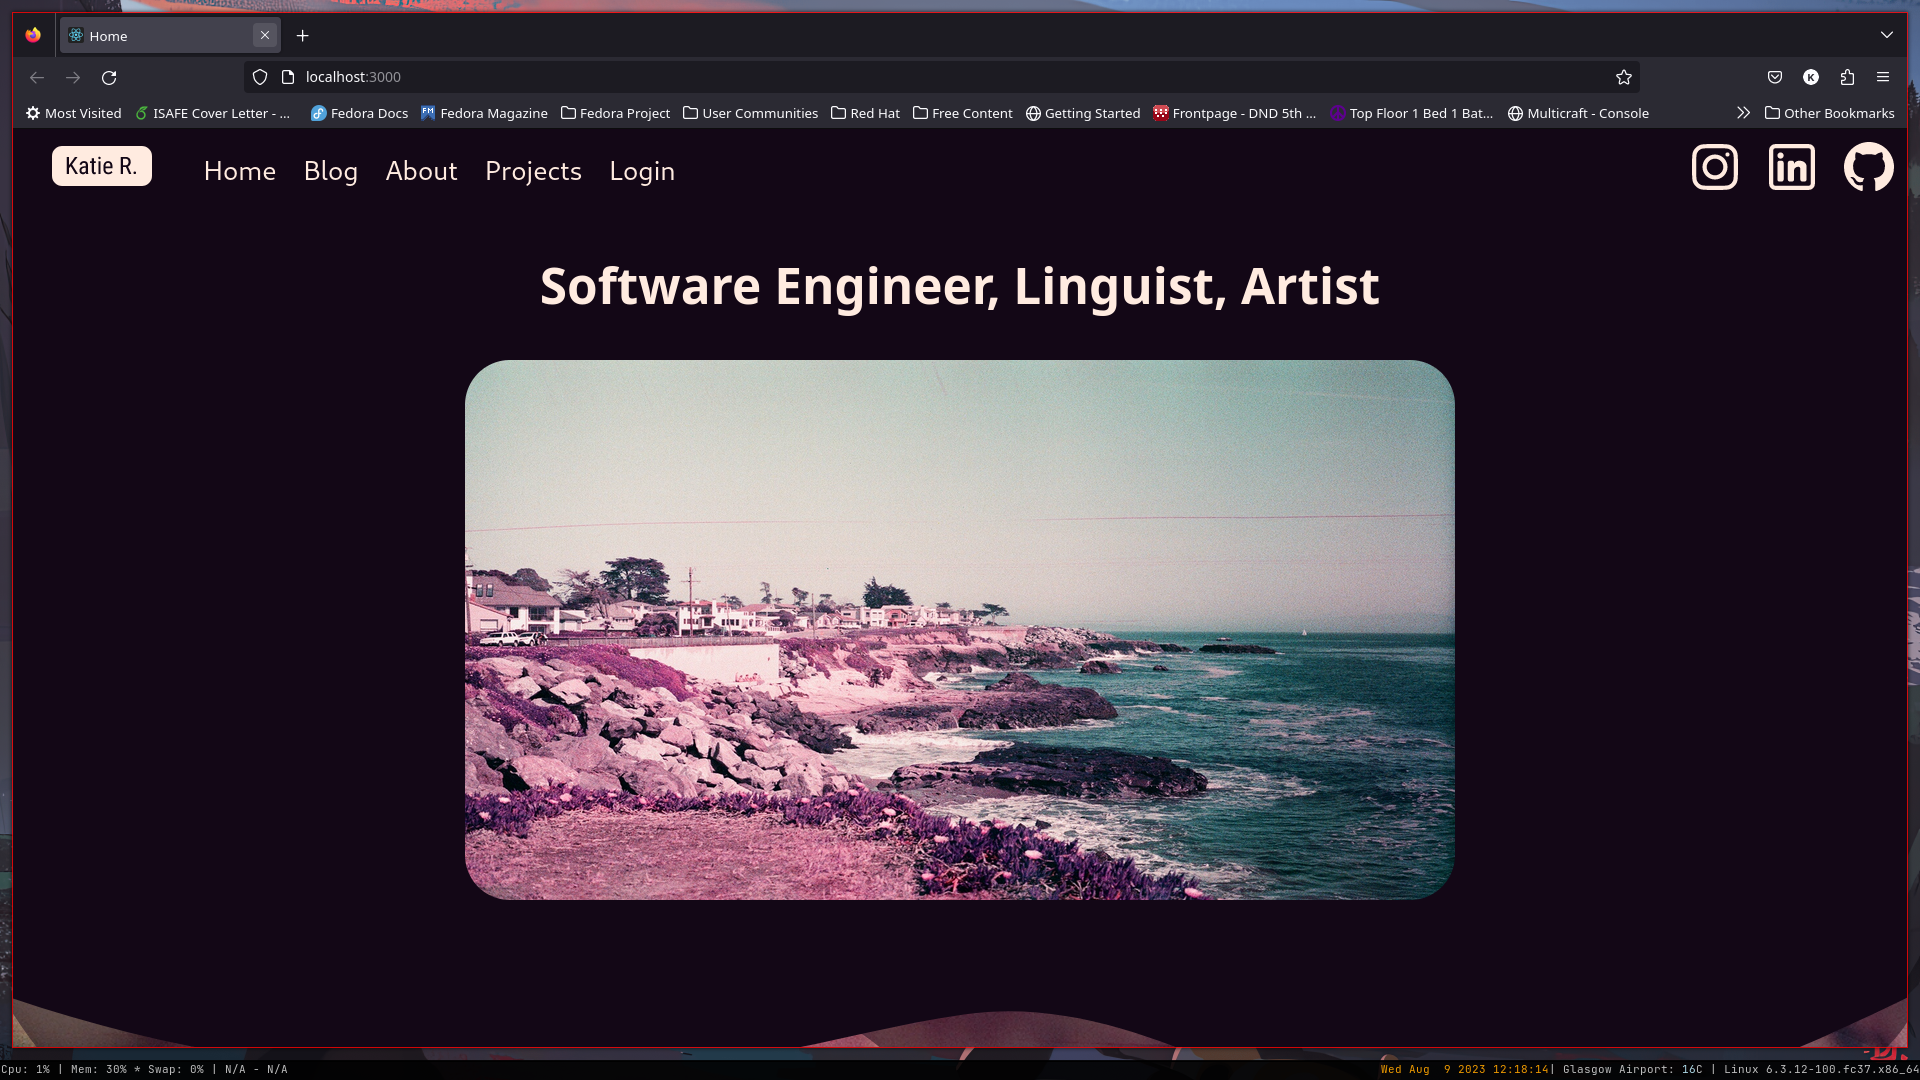 Home
localhost:3000
K
Most Visited
ISAFE Cover Letter - ...
Fedora Docs
FM
Fedora Magazine
Fedora Project
User Communities
Red Hat
Free Content
Getting Started
Frontpage - DND 5th ...
Top Floor 1 Bed 1 Bat...
Multicraft - Console
Other Bookmarks
Katie R.
Home
Blog
About
Projects
Login
in
Software Engineer, Linguist, Artist
Cpu: 1% | Mem: 30% * Swap: 0% | N/A - N/A
Wed Aug 9 2023 12:18:14| Glasgow Airport: 16C | Linux 6.3.12-100.fc37.x86_64